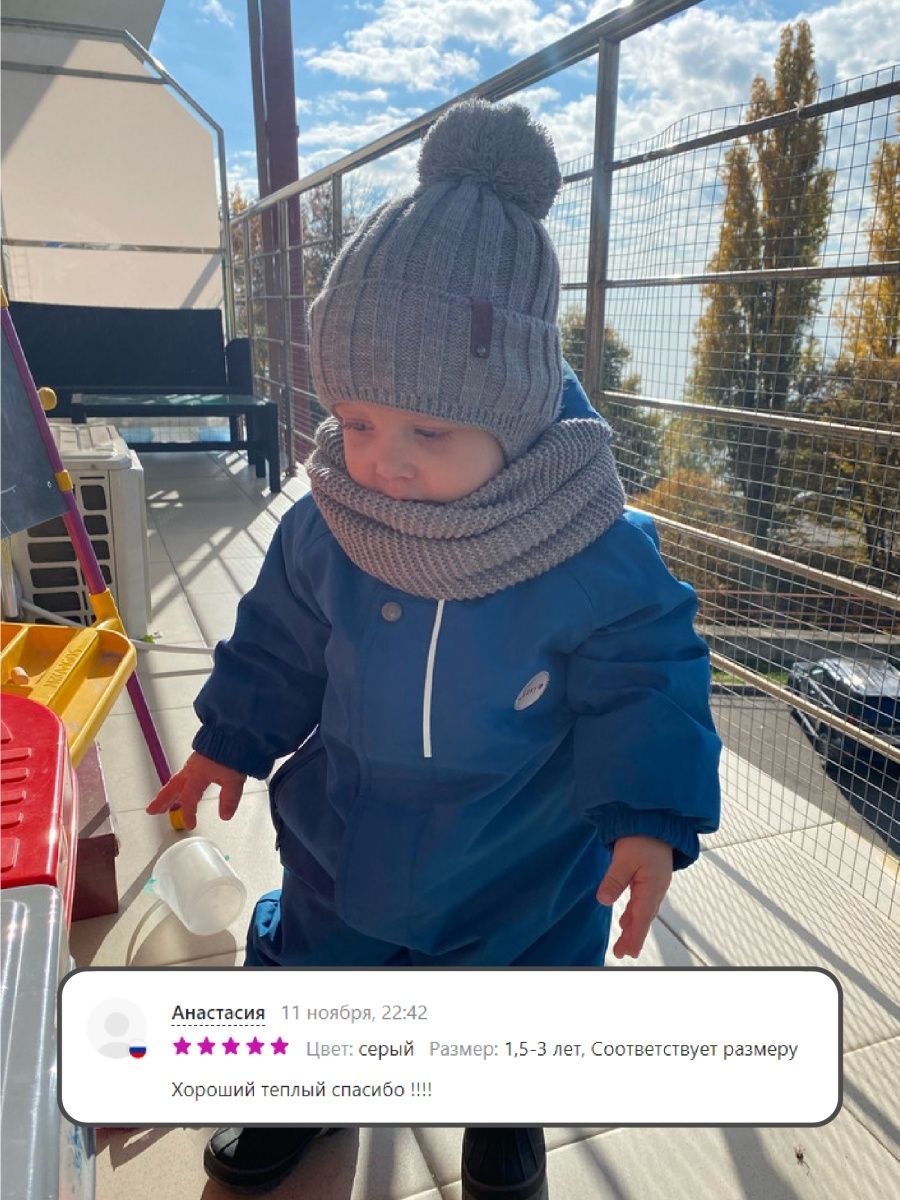 Анастасия 11 ноября, 22:42
Цвет: серый Размер: 1,5-3 лет, Соответствует размеру
Хороший теплый спасибо !!!!